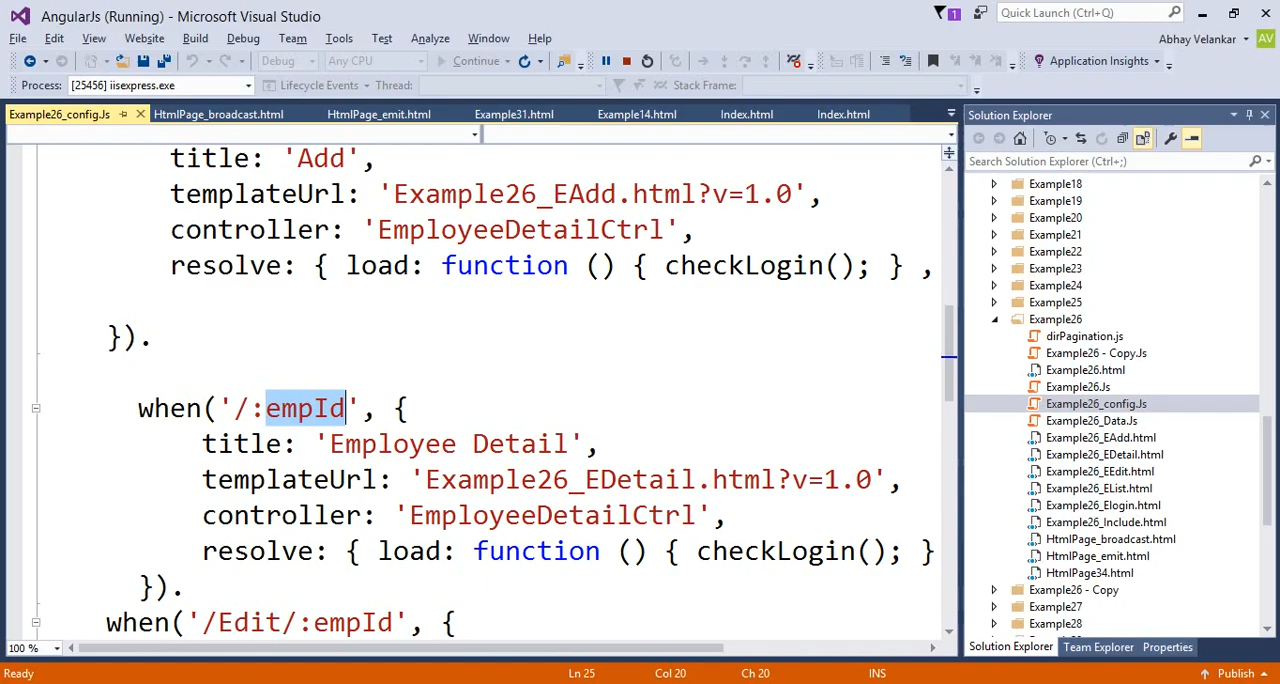 AngularJs (Running) - Microsoft Visual Studio
1
Quick Launch (Ctrl+Q)
File Edit View Website Build Debug Team Tools Test Analyze Window Help
Abhay Velankar AV
Debug Any CPU Continue Application Insights
Process: [25456] iisexpress.exe Lifecycle Events Thread: Stack Frame:
Example26_config.Js HtmlPage_broadcast.html HtmlPage_emit.html Example31.html Example14.html Index.html Index.html
title: 'Add',
templateUrl: 'Example26_EAdd.html?v=1.0',
controller: 'EmployeeDetailCtrl',
resolve: { load: function () { checkLogin(); } ,
}).
when('/:empId', {
title: 'Employee Detail',
templateUrl: 'Example26_EDetail.html?v=1.0',
controller: 'EmployeeDetailCtrl',
resolve: { load: function () { checkLogin(); }
}).
when('/Edit/:empId', {
100 %
Solution Explorer
Search Solution Explorer (Ctrl+;)
Example18
Example19
Example20
Example21
Example22
Example23
Example24
Example25
Example26
dirPagination.js
Example26 - Copy.Js
Example26.html
Example26.Js
Example26_config.Js
Example26_Data.Js
Example26_EAdd.html
Example26_EDetail.html
Example26_EEdit.html
Example26_EList.html
Example26_Elogin.html
Example26_Include.html
HtmlPage_broadcast.html
HtmlPage_emit.html
HtmlPage34.html
Example26 - Copy
Example27
Example28
Solution Explorer Team Explorer Properties
Ready Ln 25 Col 20 Ch 20 INS Publish